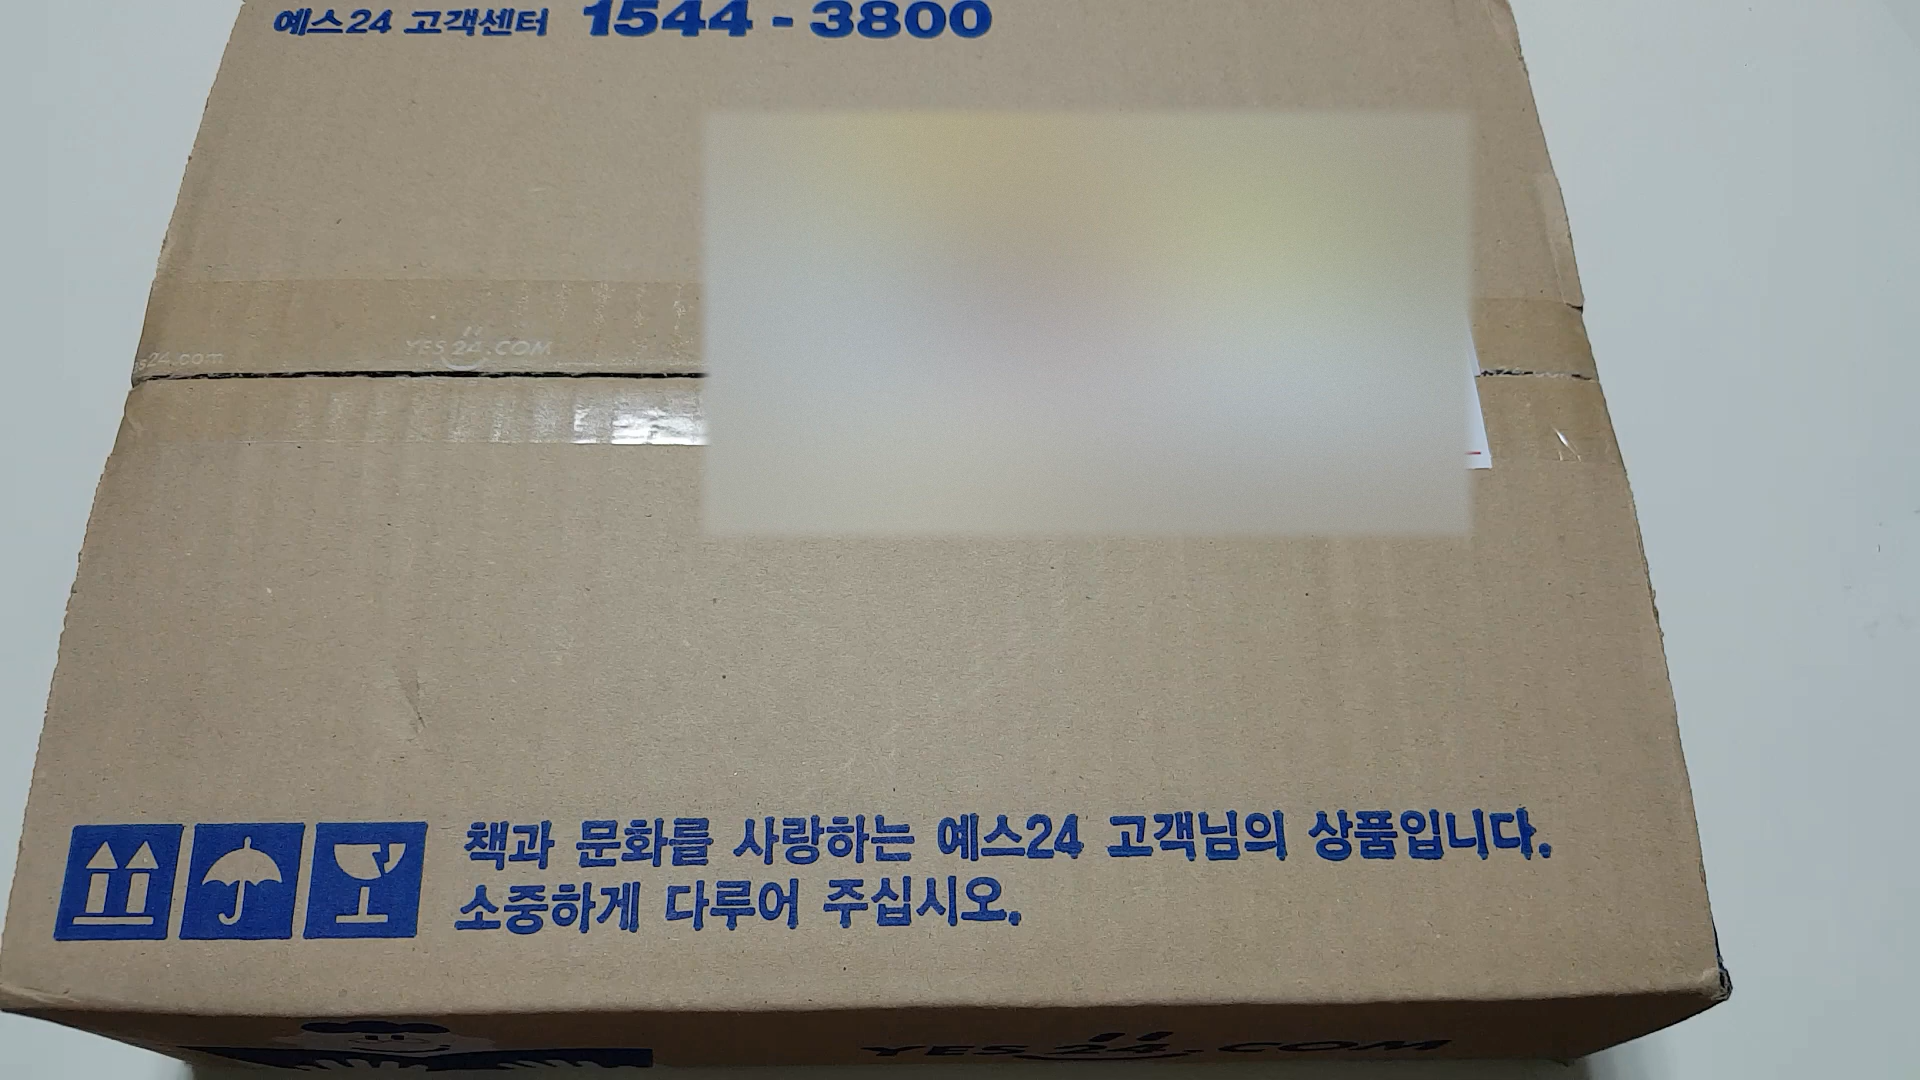 예스24 고객센터 1544-3800
s24.com YES24.COM
책과 문화를 사랑하는 예스24 고객님의 상품입니다.
소중하게 다루어 주십시오.
YES24.COM